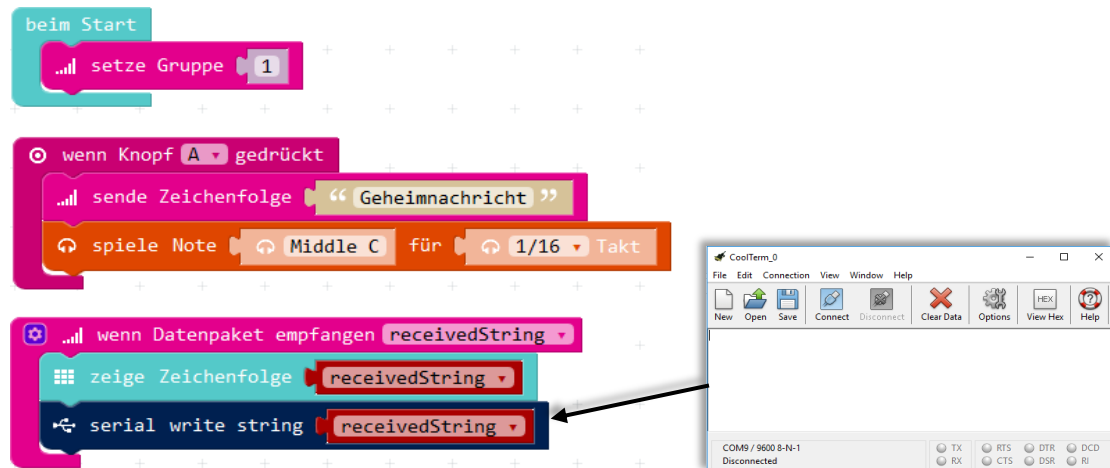 beim Start
setze Gruppe 1
wenn Knopf A gedrückt
sende Zeichenfolge “ Geheimnachricht ”
spiele Note Middle C für 1/16 Takt
wenn Datenpaket empfangen receivedString
zeige Zeichenfolge receivedString
serial write string receivedString
CoolTerm_0
File Edit Connection View Window Help
HEX
New Open Save Connect Disconnect Clear Data Options View Hex Help
COM9 / 9600 8-N-1
Disconnected
TX RTS DTR DCD
RX CTS DSR RI